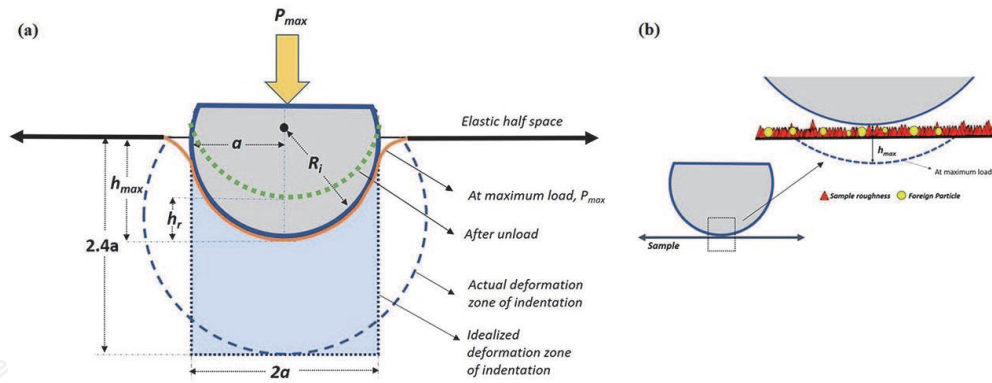 (a)
P_max
Elastic half space
a
R_i
h_max
At maximum load, P_max
h_r
After unload
2.4a
Actual deformation
zone of indentation
Idealized
deformation zone
of indentation
2a
(b)
h_max
At maximum load
Sample roughness
Foreign Particle
Sample